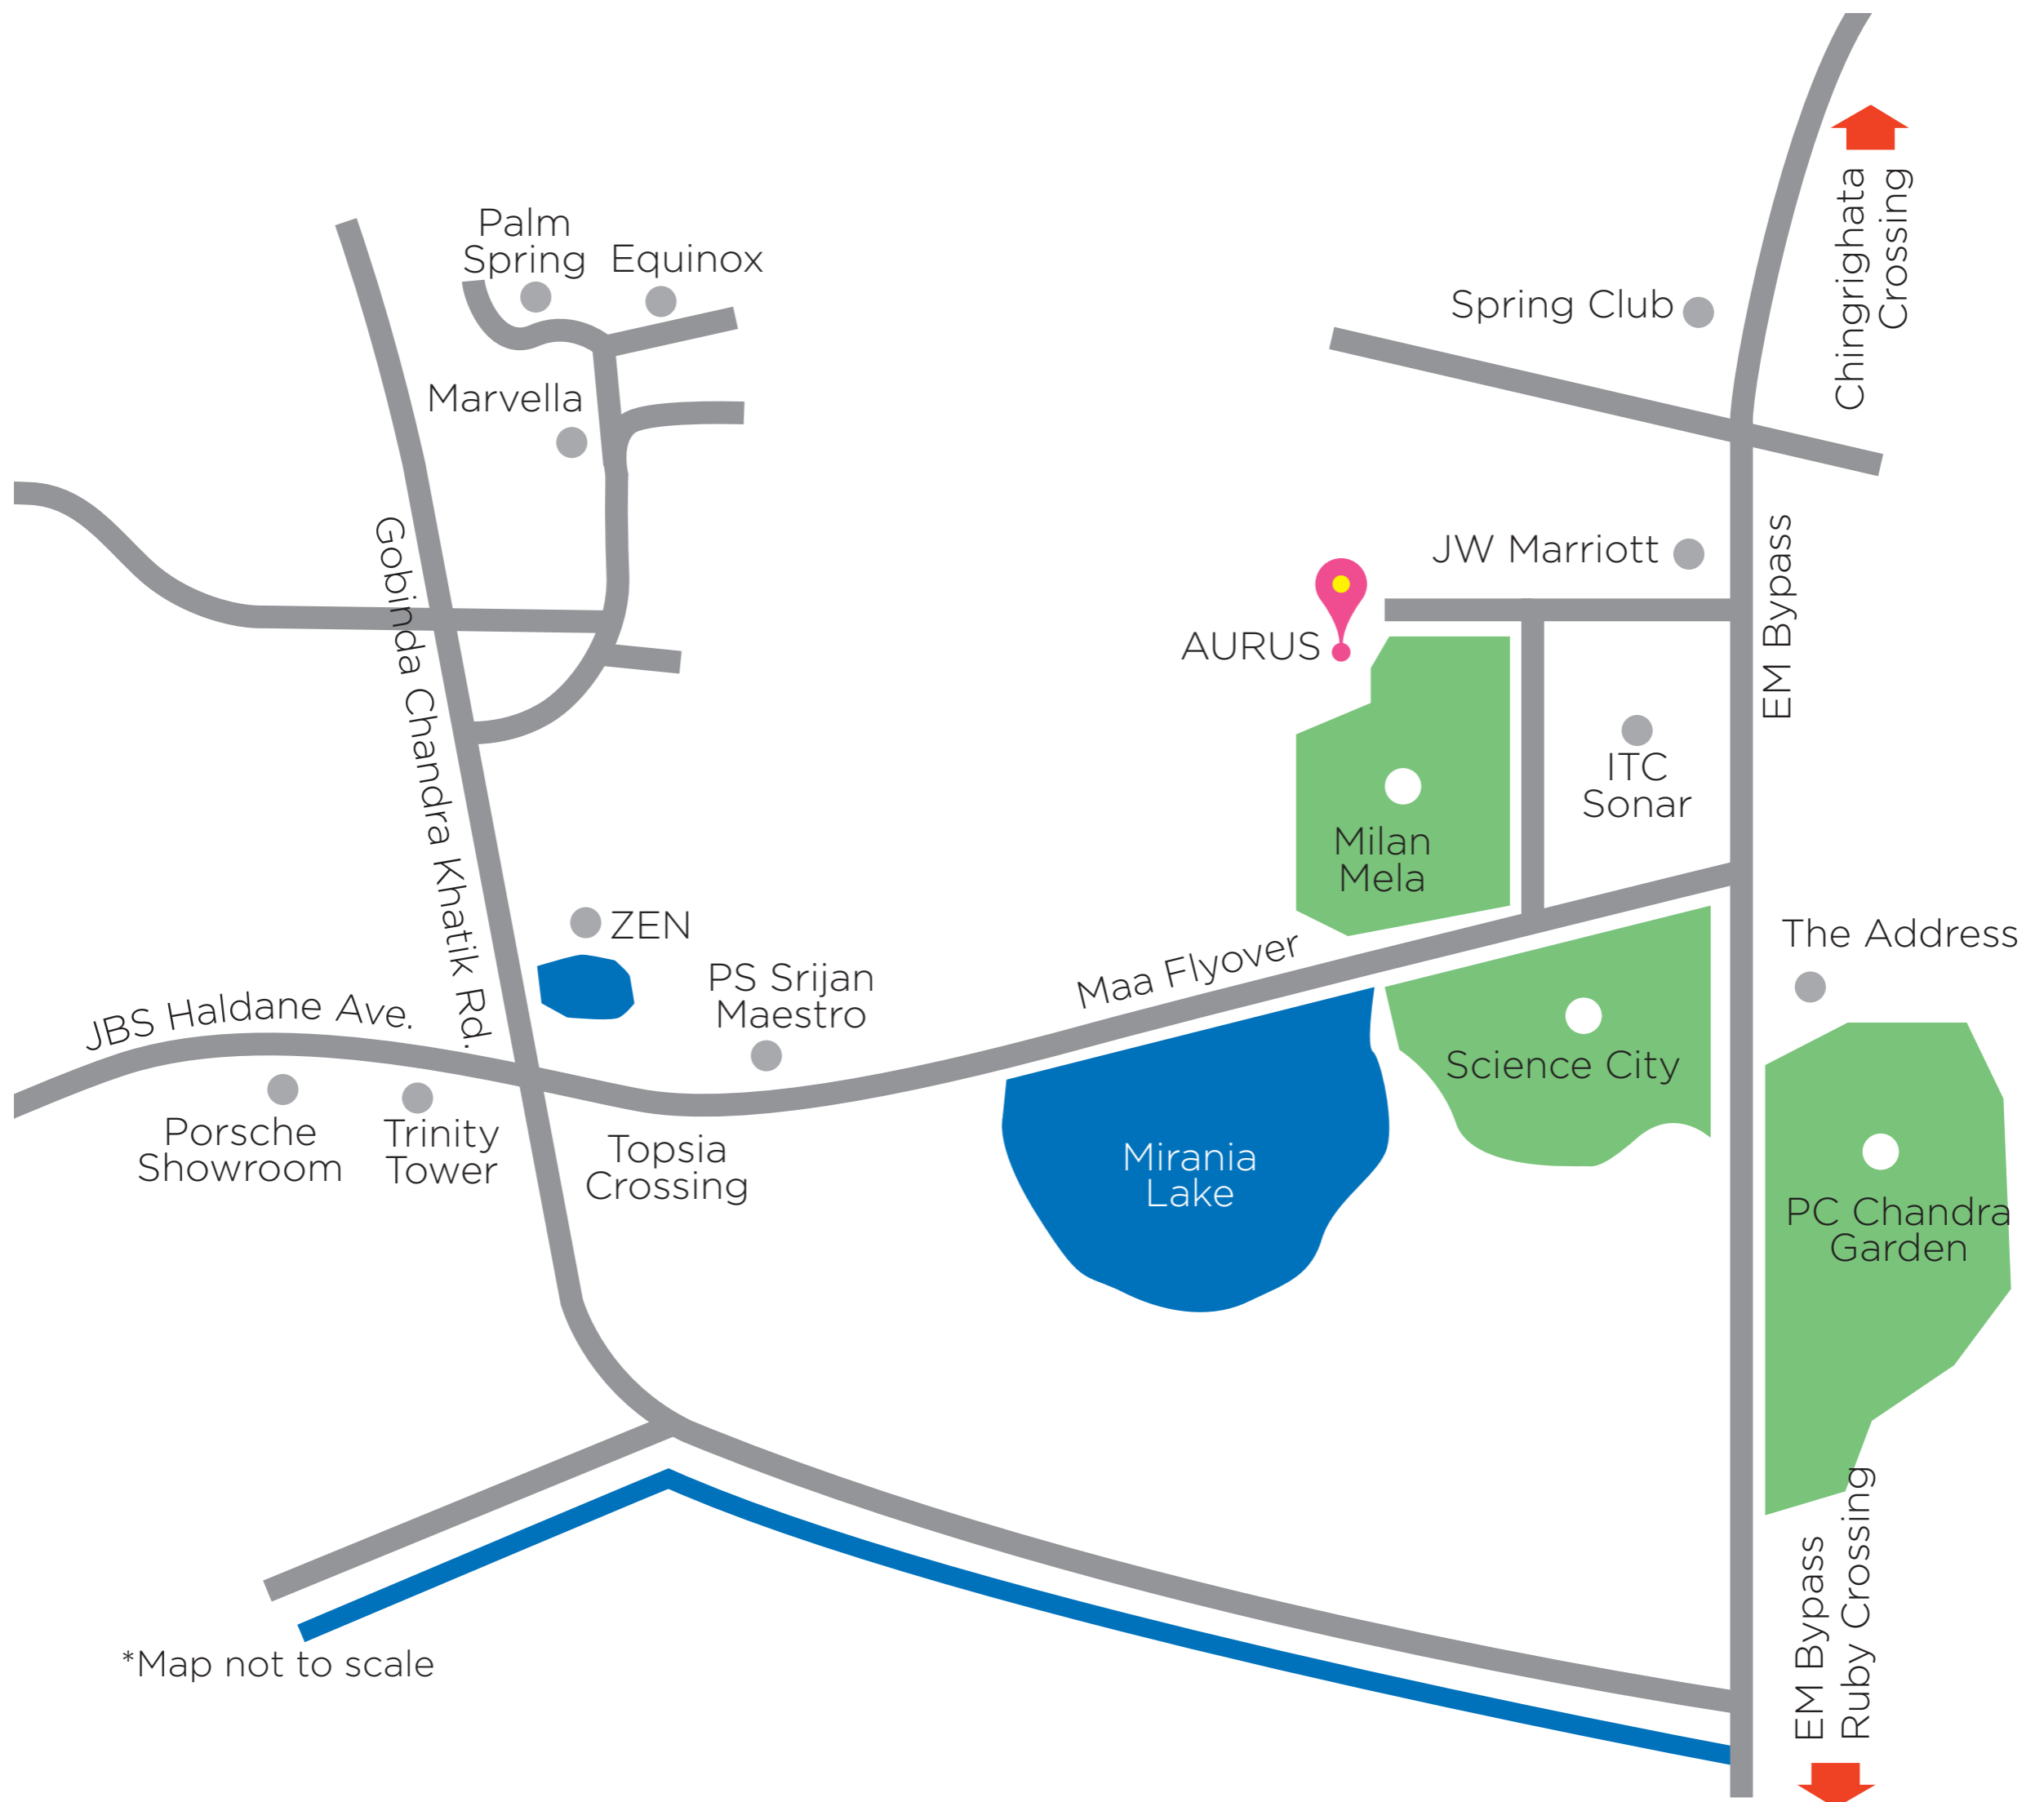 Chingrighata
Crossing
Palm
Spring
Equinox
Spring Club
Marvella
JW Marriott
EM Bypass
Gobinda Chandra Khatik Rd.
AURUS
ITC
Sonar
Milan
Mela
ZEN
The Address
Maa Flyover
PS Srijan
Maestro
JBS Haldane Ave.
Science City
Porsche
Showroom
Trinity
Tower
Topsia
Crossing
Mirania
Lake
PC Chandra
Garden
EM Bypass
Ruby Crossing
*Map not to scale